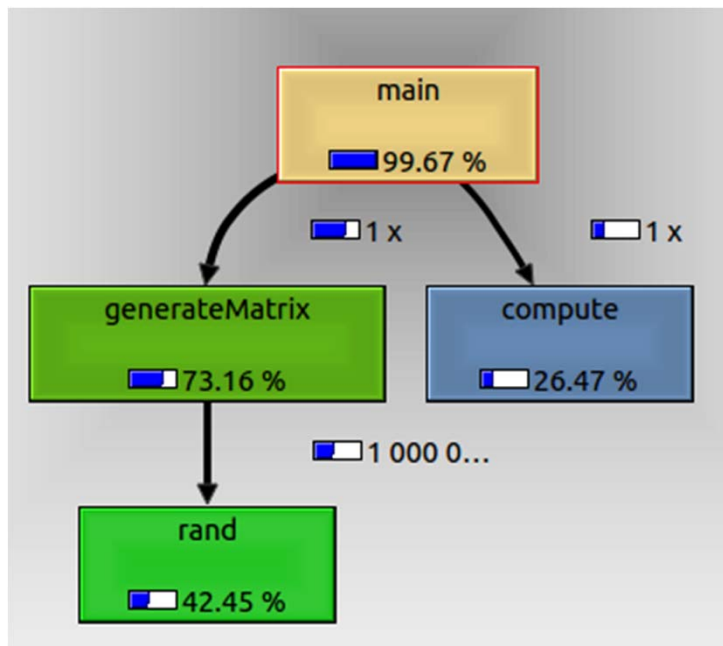 main
99.67 %
1 x
1 x
generateMatrix
73.16 %
compute
26.47 %
1 000 0...
rand
42.45 %